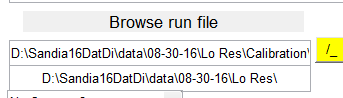 Browse run file
D:\Sandia16DatDi\data\08-30-16\Lo Res\Calibration\
/_
D:\Sandia16DatDi\data\08-30-16\Lo Res\